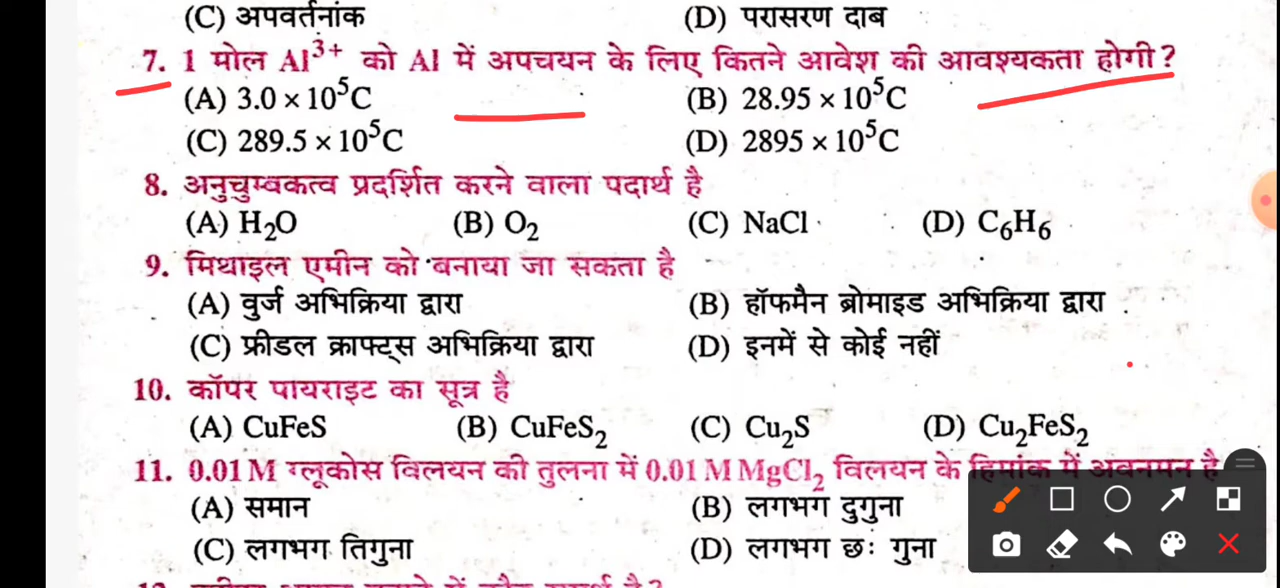 (C) अपवर्तनांक (D) परासरण दाब
7. 1 मोल Al³⁺ को Al में अपचयन के लिए कितने आवेश की आवश्यकता होगी?
(A) 3.0 × 10⁵C (B) 28.95 × 10⁵C
(C) 289.5 × 10⁵C (D) 2895 × 10⁵C
8. अनुचुम्बकत्व प्रदर्शित करने वाला पदार्थ है
(A) H₂O (B) O₂ (C) NaCl (D) C₆H₆
9. मिथाइल एमीन को बनाया जा सकता है
(A) वुर्ज अभिक्रिया द्वारा (B) हॉफमैन ब्रोमाइड अभिक्रिया द्वारा
(C) फ्रीडल क्राफ्ट्स अभिक्रिया द्वारा (D) इनमें से कोई नहीं
10. कॉपर पायराइट का सूत्र है
(A) CuFeS (B) CuFeS₂ (C) Cu₂S (D) Cu₂FeS₂
11. 0.01 M ग्लूकोस विलयन की तुलना में 0.01 M MgCl₂ विलयन के हिमांक में अवनमन है
(A) समान (B) लगभग दुगुना
(C) लगभग तिगुना (D) लगभग छः गुना